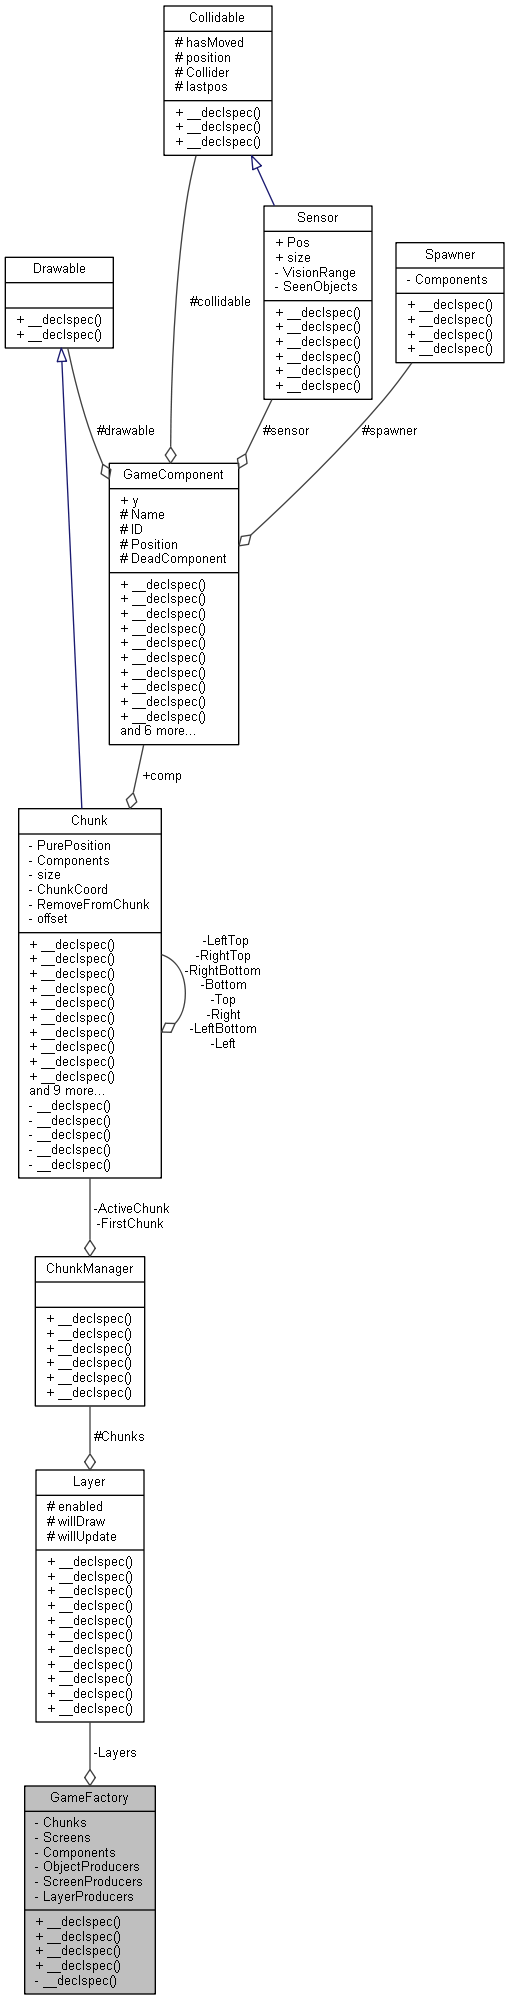 Collidable
# hasMoved
# position
# Collider
# lastpos
+ __declspec()
+ __declspec()
+ __declspec()
Sensor
+ Pos
+ size
- VisionRange
- SeenObjects
+ __declspec()
+ __declspec()
+ __declspec()
+ __declspec()
+ __declspec()
+ __declspec()
Spawner
- Components
+ __declspec()
+ __declspec()
+ __declspec()
+ __declspec()
Drawable
+ __declspec()
+ __declspec()
#collidable
#drawable
#sensor
#spawner
GameComponent
+ y
# Name
# ID
# Position
# DeadComponent
+ __declspec()
+ __declspec()
+ __declspec()
+ __declspec()
+ __declspec()
+ __declspec()
+ __declspec()
+ __declspec()
+ __declspec()
+ __declspec()
and 6 more...
+comp
Chunk
- PurePosition
- Components
- size
- ChunkCoord
- RemoveFromChunk
- offset
+ __declspec()
+ __declspec()
+ __declspec()
+ __declspec()
+ __declspec()
+ __declspec()
+ __declspec()
+ __declspec()
+ __declspec()
+ __declspec()
and 9 more...
- __declspec()
- __declspec()
- __declspec()
- __declspec()
- __declspec()
-LeftTop
-RightTop
-RightBottom
-Bottom
-Top
-Right
-LeftBottom
-Left
-ActiveChunk
-FirstChunk
ChunkManager
+ __declspec()
+ __declspec()
+ __declspec()
+ __declspec()
+ __declspec()
+ __declspec()
#Chunks
Layer
# enabled
# willDraw
# willUpdate
+ __declspec()
+ __declspec()
+ __declspec()
+ __declspec()
+ __declspec()
+ __declspec()
+ __declspec()
+ __declspec()
+ __declspec()
+ __declspec()
+ __declspec()
-Layers
GameFactory
- Chunks
- Screens
- Components
- ObjectProducers
- ScreenProducers
- LayerProducers
+ __declspec()
+ __declspec()
+ __declspec()
+ __declspec()
- __declspec()